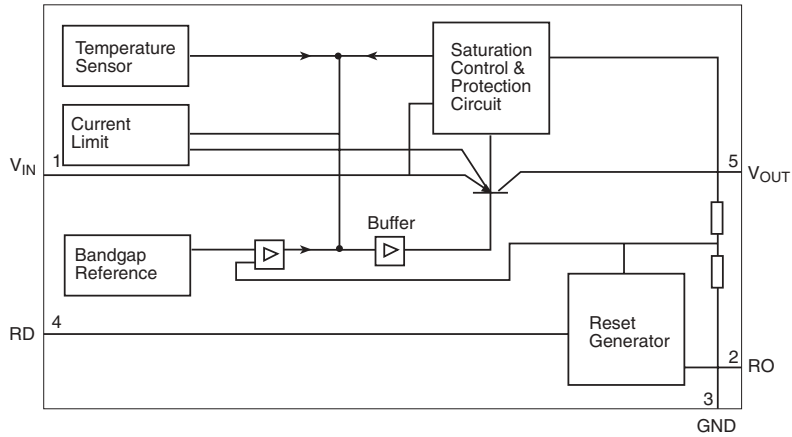 Temperature
Sensor
Saturation
Control &
Protection
Circuit
Current
Limit
1
VIN
5
VOUT
Buffer
Bandgap
Reference
4
RD
Reset
Generator
2
RO
3
GND